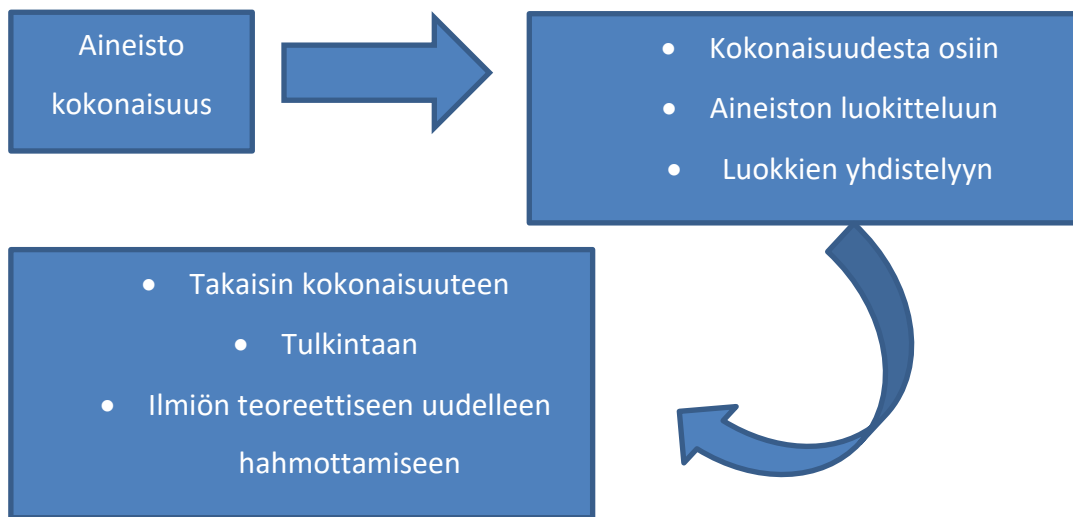 Aineisto
kokonaisuus
• Kokonaisuudesta osiin
• Aineiston luokitteluun
• Luokkien yhdistelyyn
• Takaisin kokonaisuuteen
• Tulkintaan
• Ilmiön teoreettiseen uudelleen
hahmottamiseen